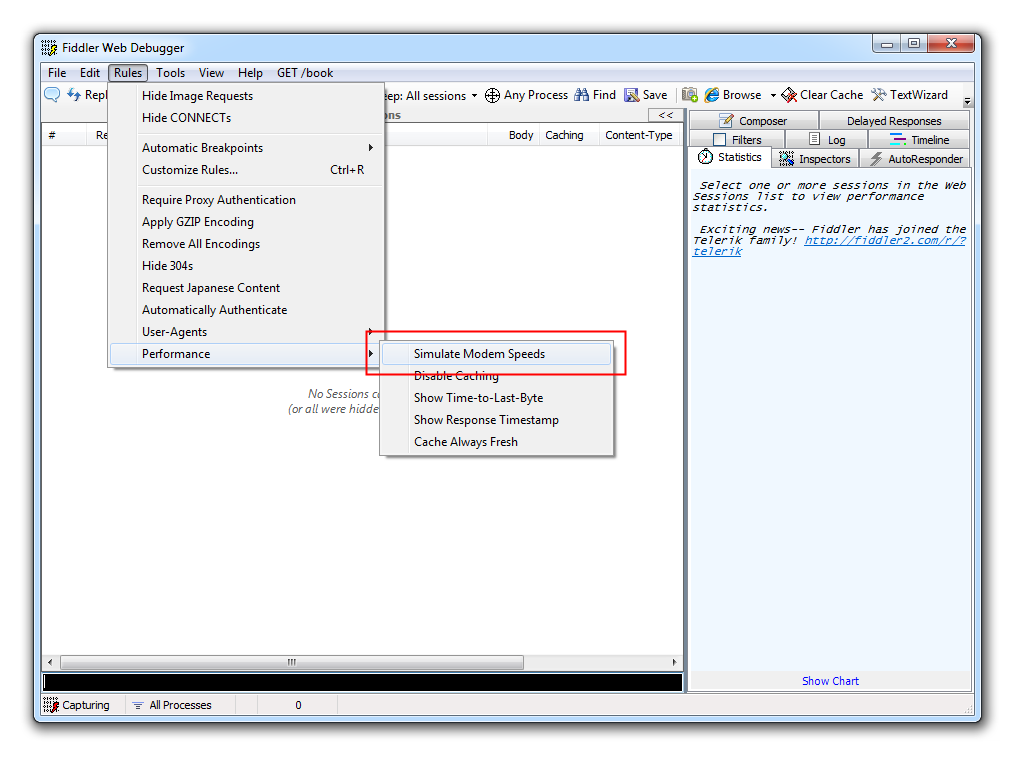 Fiddler Web Debugger
File Edit Rules Tools View Help GET /book
Repl
eep: All sessions Any Process Find Save Browse Clear Cache TextWizard
Hide Image Requests
Hide CONNECTs
Automatic Breakpoints
Customize Rules... Ctrl+R
Require Proxy Authentication
Apply GZIP Encoding
Remove All Encodings
Hide 304s
Request Japanese Content
Automatically Authenticate
User-Agents
Performance
Simulate Modem Speeds
Disable Caching
Show Time-to-Last-Byte
Show Response Timestamp
Cache Always Fresh
ons <<
# Re Body Caching Content-Type
No Sessions c
(or all were hidde
Composer Delayed Responses
Filters Log Timeline
Statistics Inspectors AutoResponder
Select one or more sessions in the Web
Sessions list to view performance
statistics.
Exciting news-- Fiddler has joined the
Telerik family! http://fiddler2.com/r/?
telerik
Show Chart
Capturing All Processes 0